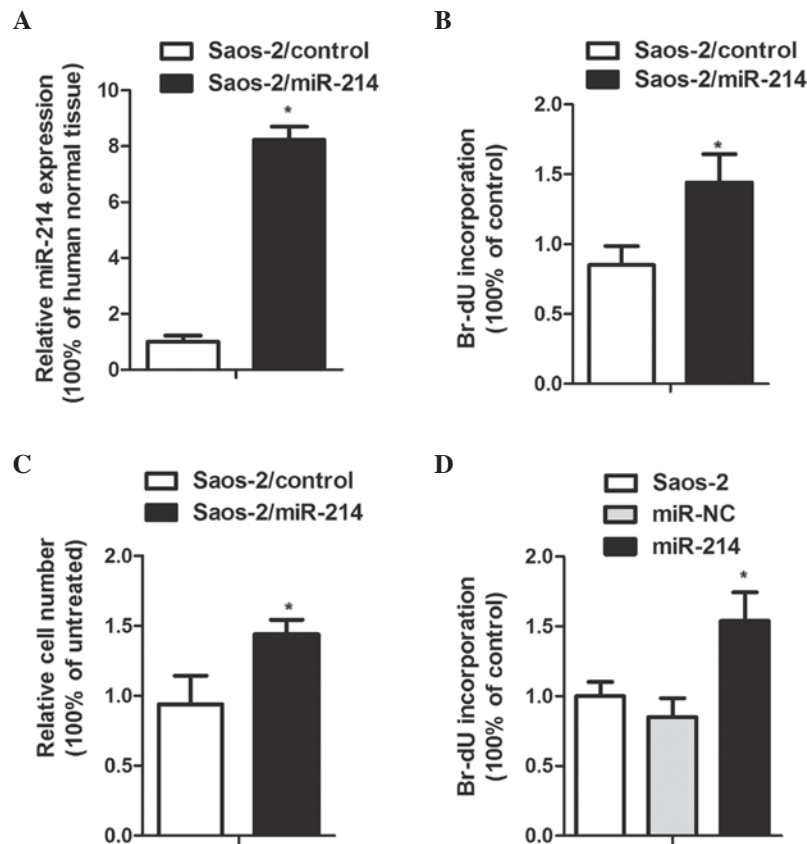 A
Saos-2/control
Saos-2/miR-214
Relative miR-214 expression
(100% of human normal tissue)
10
8
6
4
2
0
*
B
Saos-2/control
Saos-2/miR-214
Br-dU incorporation
(100% of control)
2.0
1.5
1.0
0.5
0.0
*
C
Saos-2/control
Saos-2/miR-214
Relative cell number
(100% of untreated)
2.0
1.5
1.0
0.5
0.0
*
D
Saos-2
miR-NC
miR-214
Br-dU incorporation
(100% of control)
2.0
1.5
1.0
0.5
0.0
*